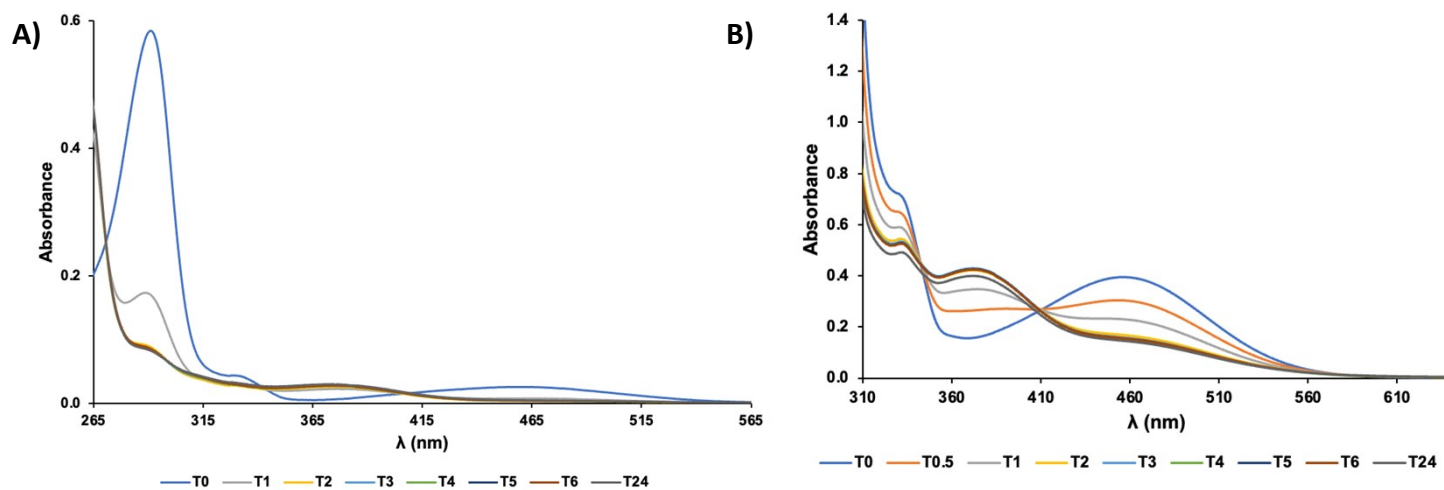 A)
0.6
0.4
0.2
0.0
Absorbance
265 315 365 415 465 515 565
λ (nm)
T0 T1 T2 T3 T4 T5 T6 T24
B)
1.4
1.2
1.0
0.8
0.6
0.4
0.2
0.0
Absorbance
310 360 410 460 510 560 610
λ (nm)
T0 T0.5 T1 T2 T3 T4 T5 T6 T24